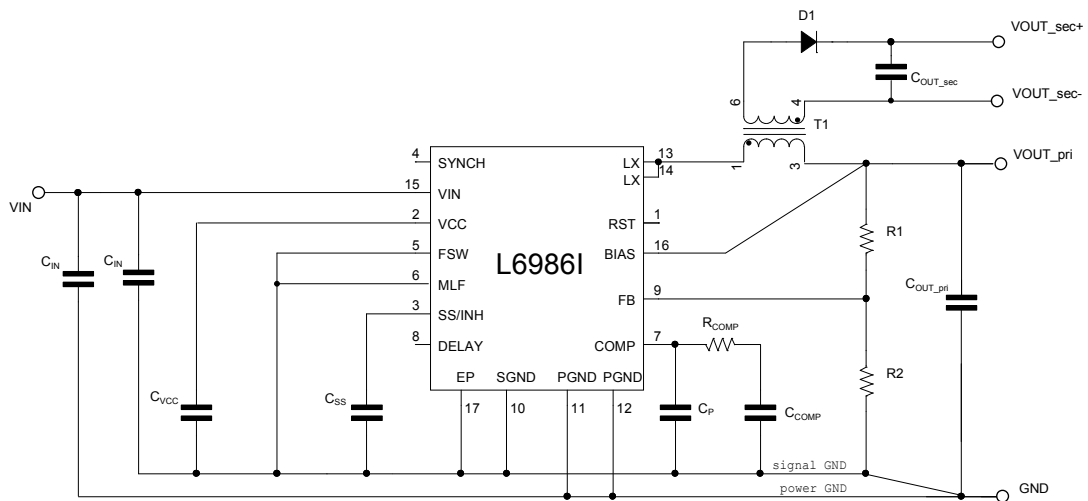 D1
VOUT_sec+
COUT_sec
VOUT_sec-
6
4
T1
1
3
VOUT_pri
4
SYNCH
LX
13
LX
14
VIN
15
VIN
2
VCC
RST
1
CIN
CIN
5
FSW
BIAS
16
R1
L6986I
6
MLF
FB
9
COUT_pri
3
SS/INH
RCOMP
8
DELAY
COMP
7
EP
SGND
PGND
PGND
R2
CVCC
CSS
17
10
11
12
CP
CCOMP
signal GND
power GND
GND